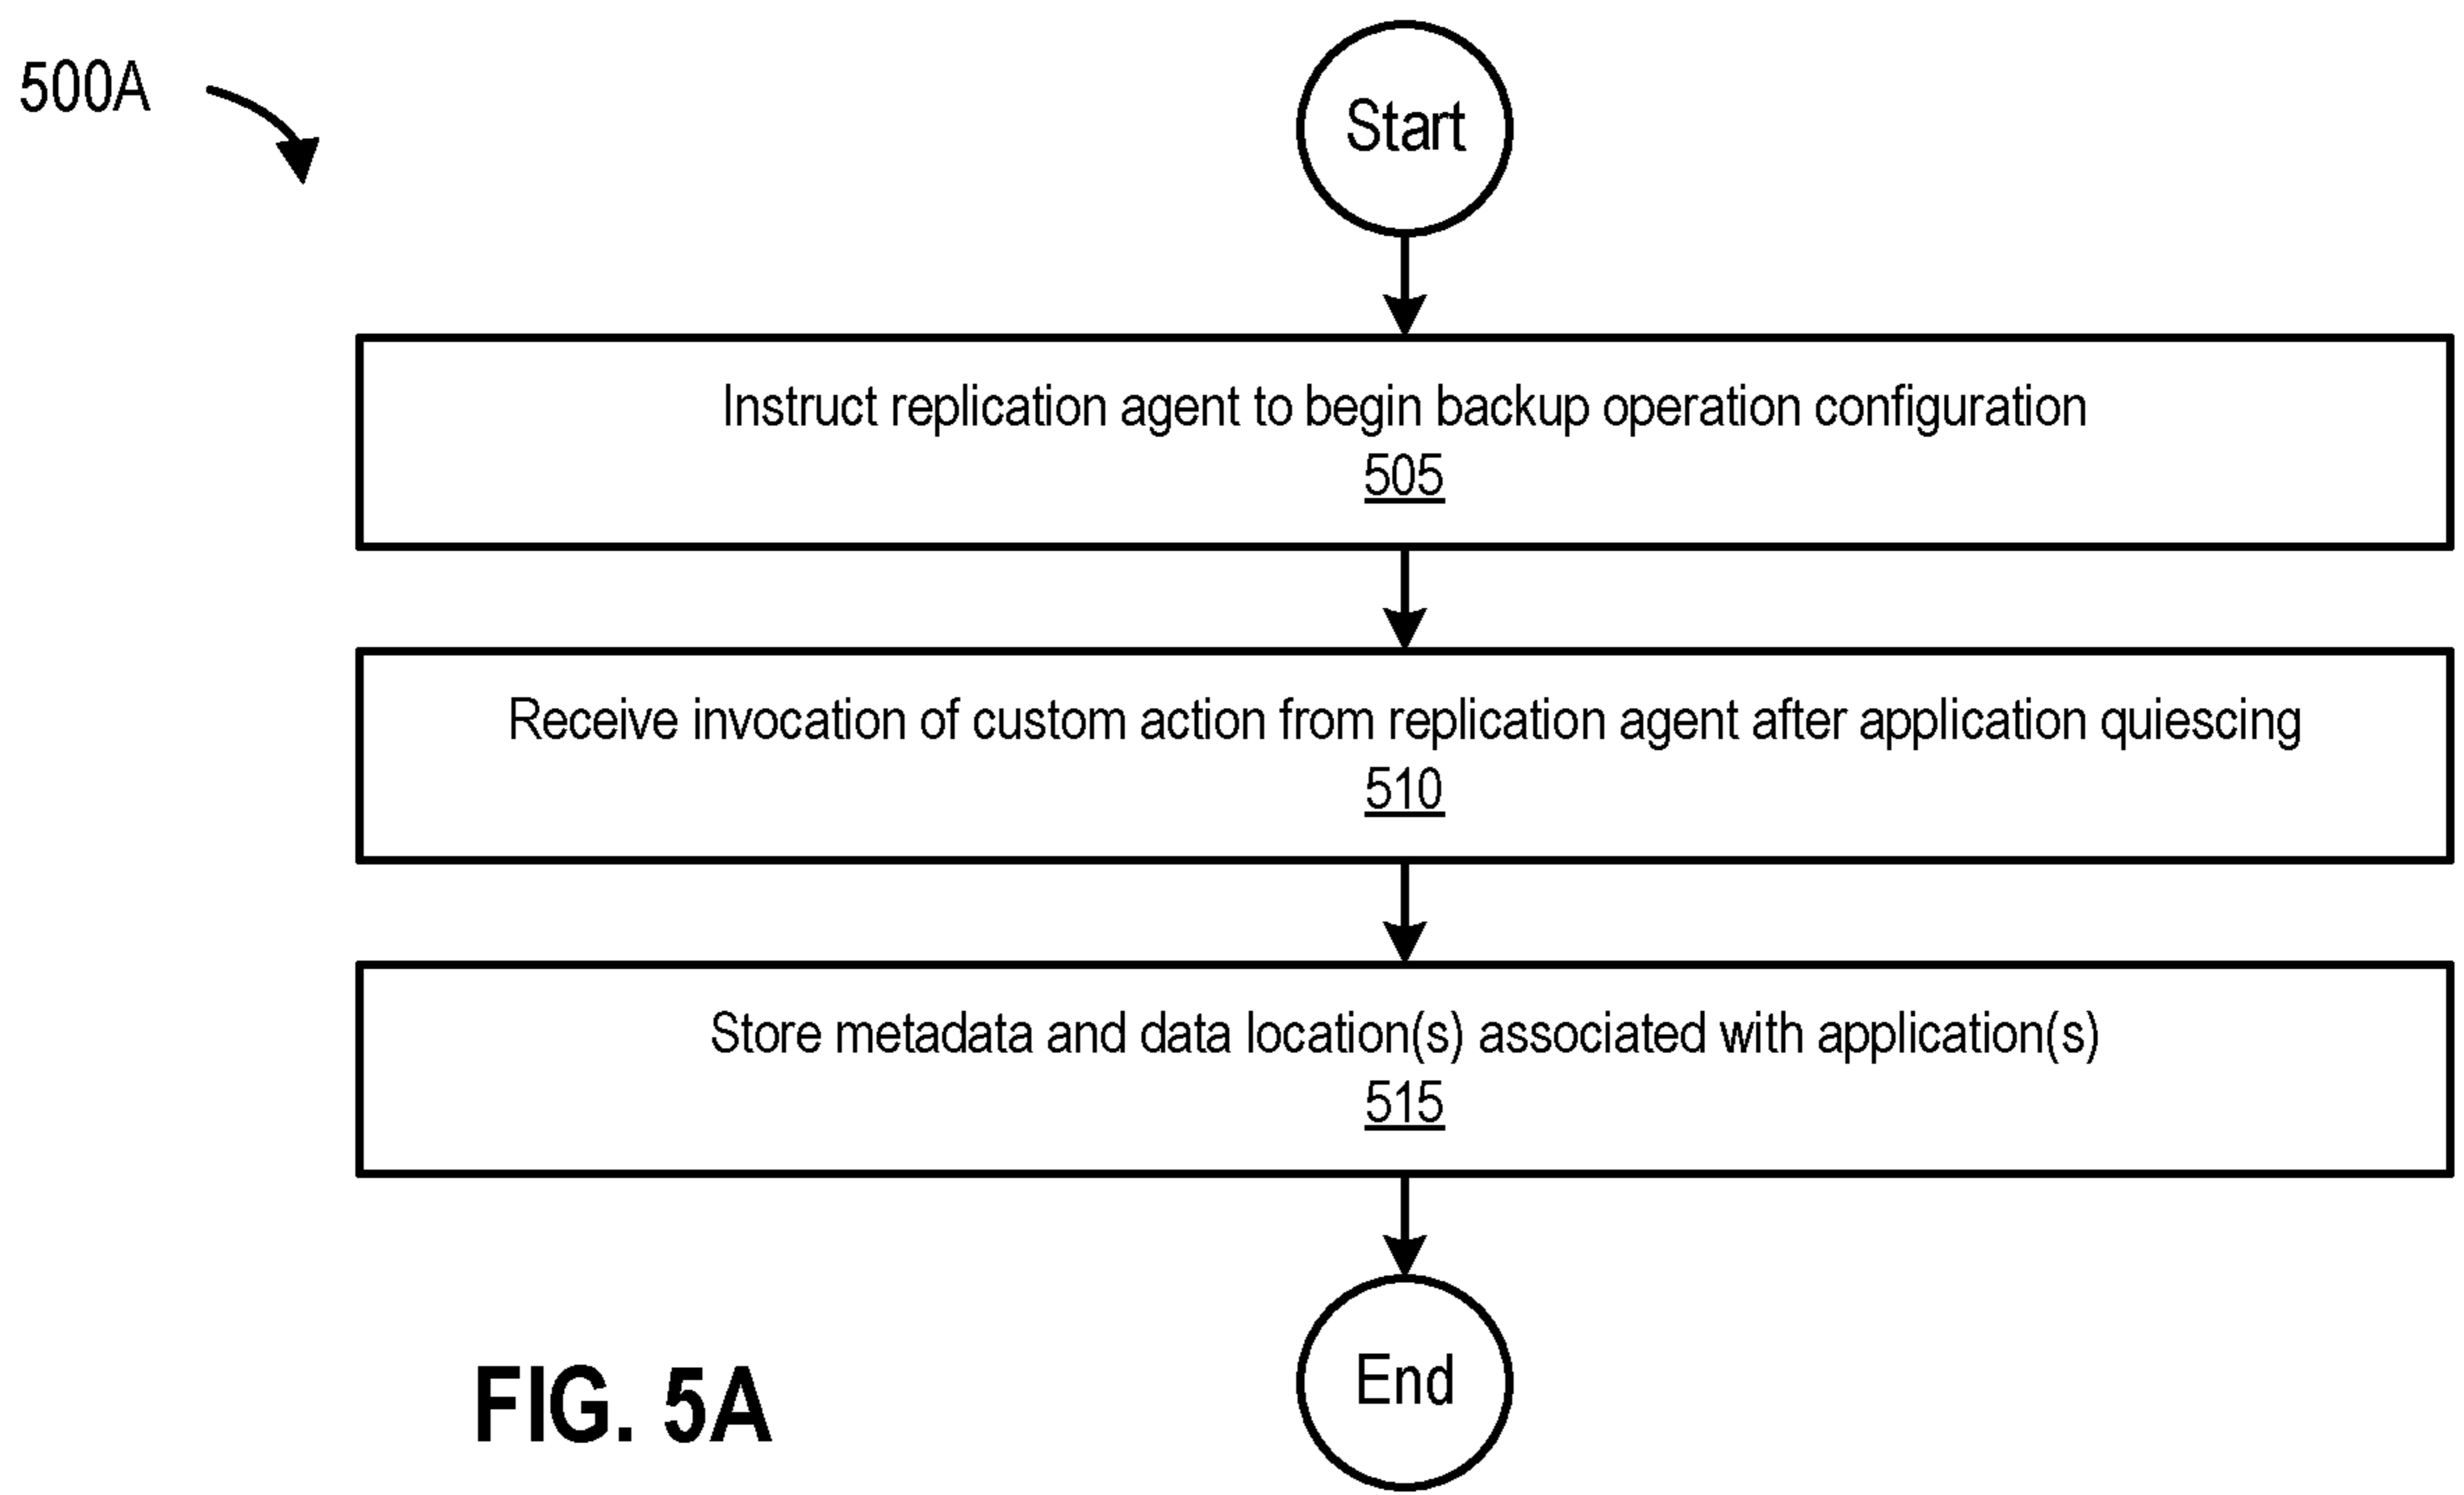 500A
Start
Instruct replication agent to begin backup operation configuration
505
Receive invocation of custom action from replication agent after application quiescing
510
Store metadata and data location(s) associated with application(s)
515
End
FIG. 5A